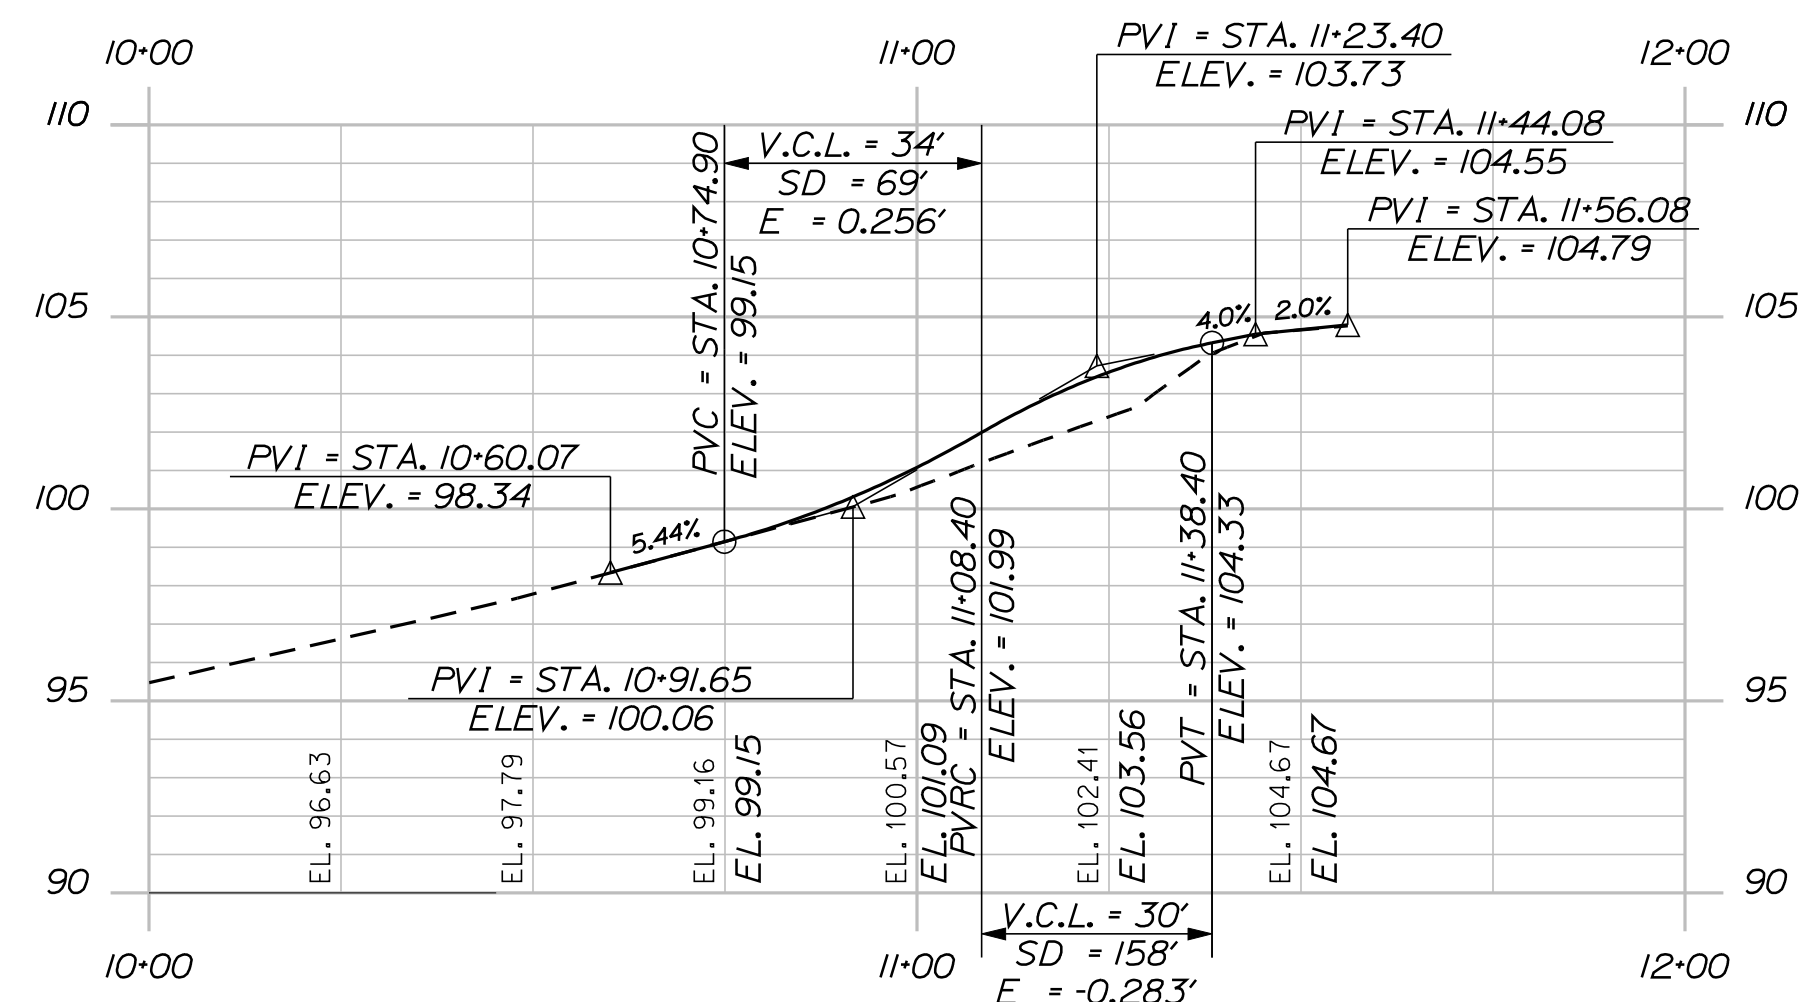 PVI = STA. 11+23.40
ELEV. = 103.73
10+00 11+00 12+00
110 110
PVI = STA. 11+44.08
ELEV. = 104.55
V.C.L. = 34'
SD = 69'
E = 0.256'
PVC = STA. 10+74.90
ELEV. = 99.15
PVI = STA. 11+56.08
ELEV. = 104.79
105 105
4.0% 2.0%
PVI = STA. 10+60.07
ELEV. = 98.34
100 100
5.44%
PVRC = STA. 11+08.40
ELEV. = 101.99
PVT = STA. 11+38.40
ELEV. = 104.33
PVI = STA. 10+91.65
ELEV. = 100.06
95 95
EL. 96.63
EL. 97.79
EL. 99.16
EL. 99.15
EL. 100.57
EL. 101.09
EL. 102.41
EL. 103.56
EL. 104.67
EL. 104.67
90 90
V.C.L. = 30'
SD = 158'
E = -0.283'
10+00 11+00 12+00